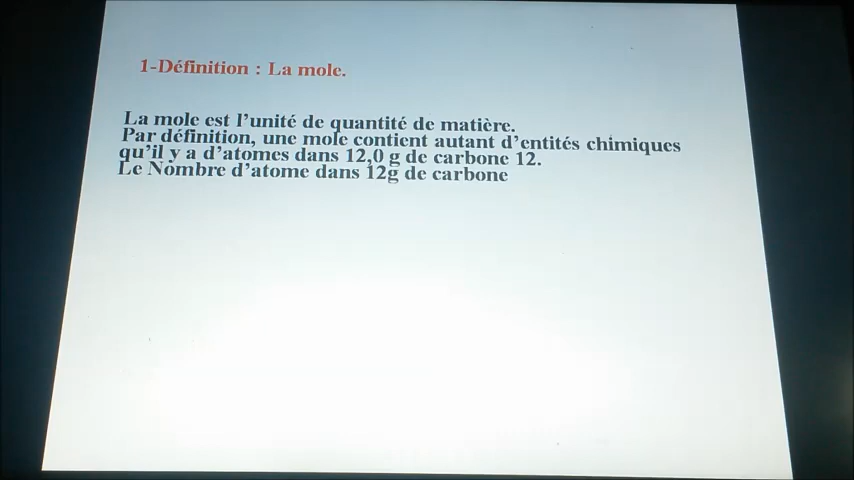 1-Définition : La mole.
La mole est l'unité de quantité de matière.
Par définition, une mole contient autant d'entités chimiques
qu'il y a d'atomes dans 12,0 g de carbone 12.
Le Nombre d'atome dans 12g de carbone